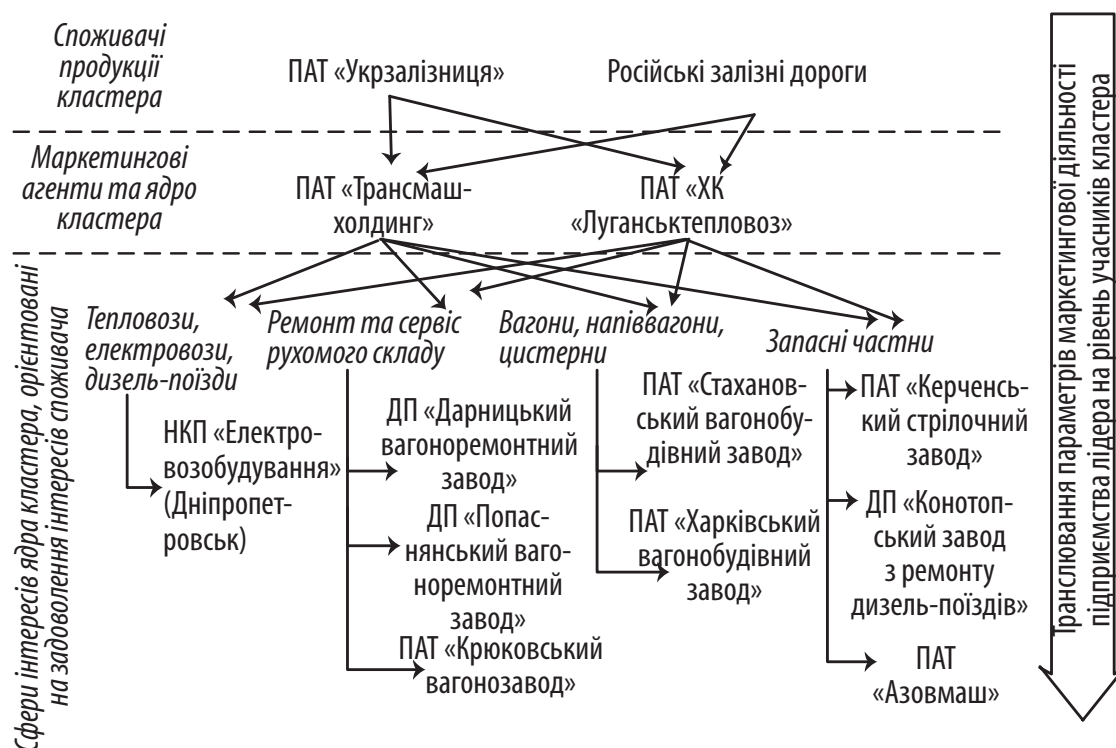 Споживачі
продукції
кластера
ПАТ «Укрзалізниця»
Російські залізні дороги
Маркетингові
агенти та ядро
кластера
ПАТ «Трансмаш-
холдинг»
ПАТ «ХК
«Луганськтепловоз»
Сфери інтересів ядра кластера, орієнтовані
на задоволення інтересів споживача
Тепловози,
електровози,
дизель-поїзди
НКП «Електро-
возобудування»
(Дніпропет-
ровськ)
Ремонт та сервіс
рухомого складу
ДП «Дарницький
вагоноремонтний
завод»
ДП «Попас-
нянський ваго-
норемонтний
завод»
ПАТ «Крюковський
вагонозавод»
Вагони, напіввагони,
цистерни
ПАТ «Стаханов-
ський вагонобу-
дівний завод»
ПАТ «Харківський
вагонобудівний
завод»
Запасні частни
ПАТ «Керченсь-
кий стрілочний
завод»
ДП «Конотоп-
ський завод
з ремонту
дизель-поїздів»
ПАТ
«Азовмаш»
Транслювання параметрів маркетингової діяльності
підприємства лідера на рівень учасників кластера